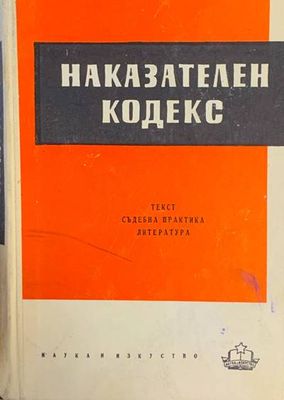 НАКАЗАТЕЛЕН
КОДЕКС
ТЕКСТ
СЪДЕБНА ПРАКТИКА
ЛИТЕРАТУРА
НАУКА И ИЗКУСТВО